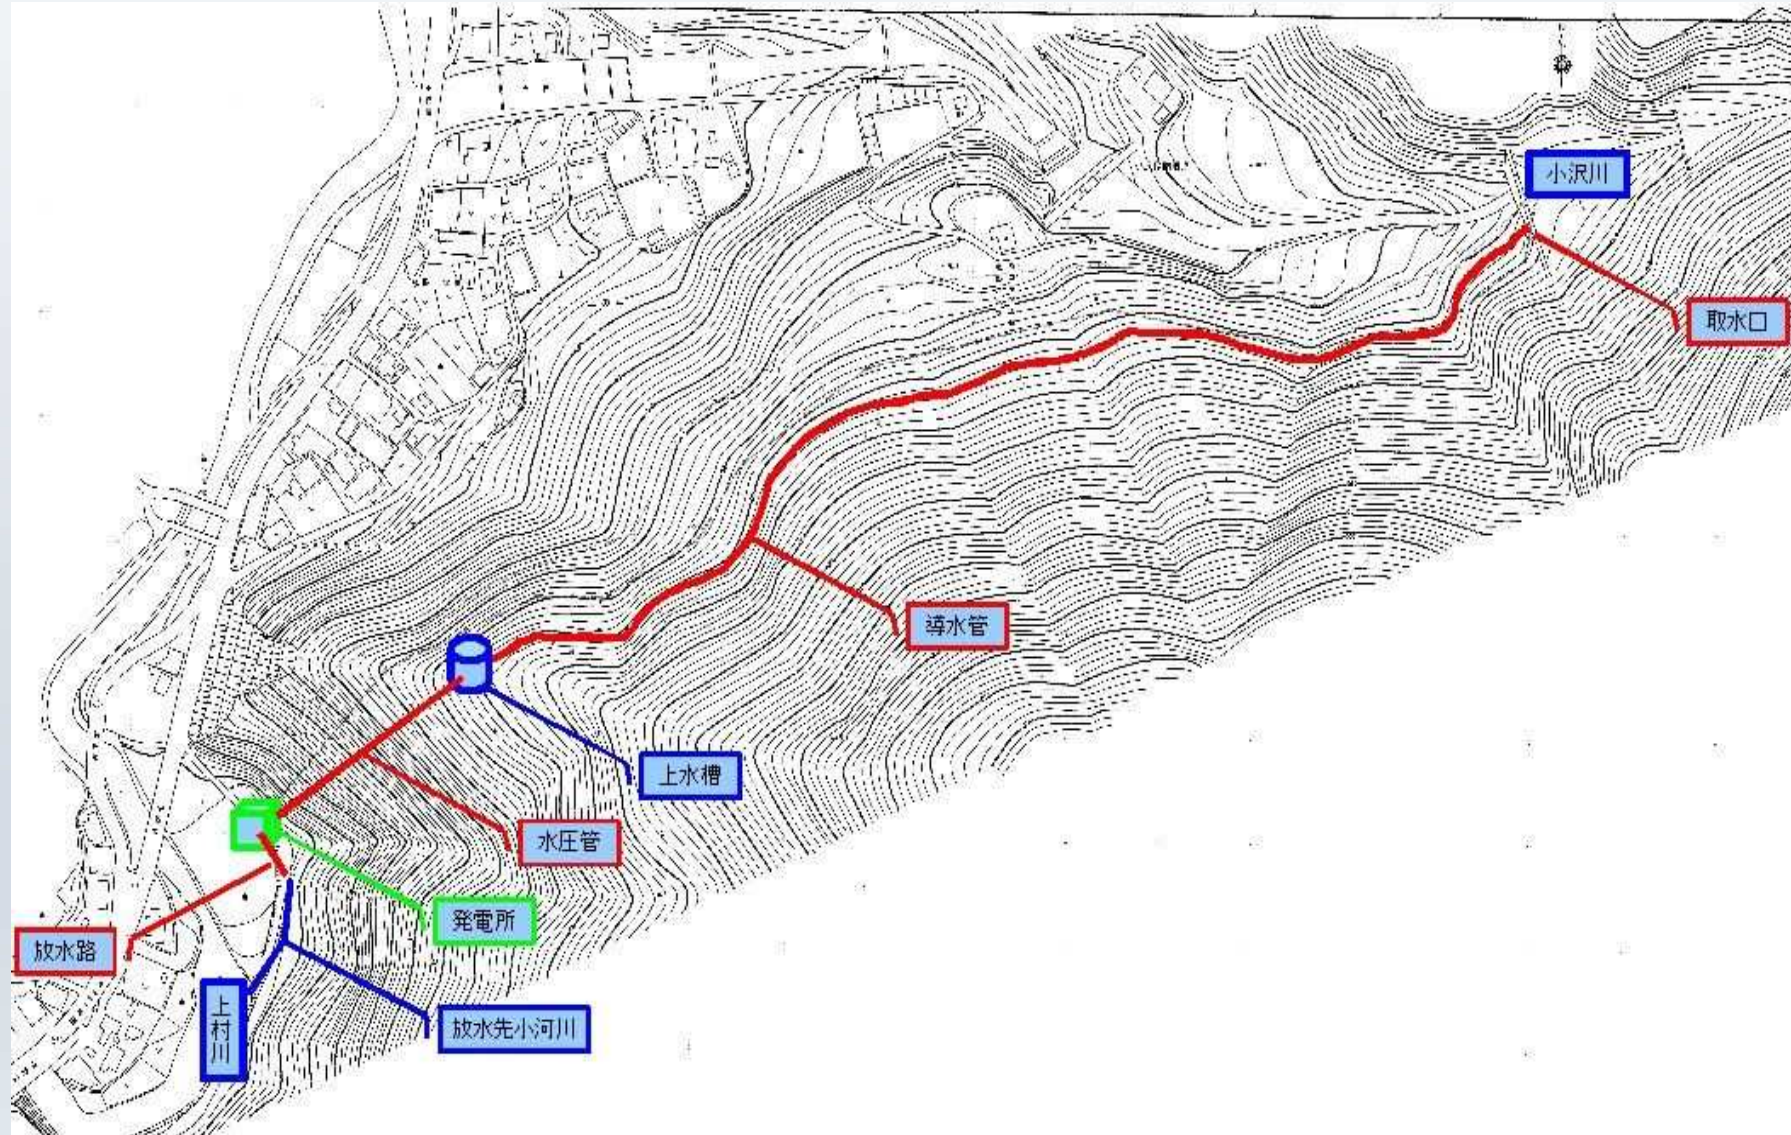 小沢川
取水口
導水管
上水槽
水圧管
発電所
放水路
上村川
放水先小河川